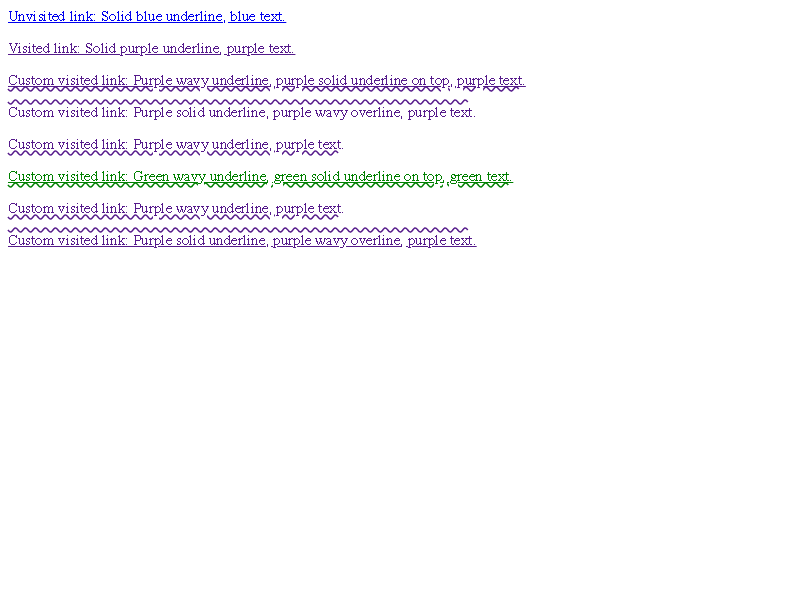 Unvisited link: Solid blue underline, blue text.
Visited link: Solid purple underline, purple text.
Custom visited link: Purple wavy underline, purple solid underline on top, purple text.
Custom visited link: Purple solid underline, purple wavy overline, purple text.
Custom visited link: Purple wavy underline, purple text.
Custom visited link: Green wavy underline, green solid underline on top, green text.
Custom visited link: Purple wavy underline, purple text.
Custom visited link: Purple solid underline, purple wavy overline, purple text.